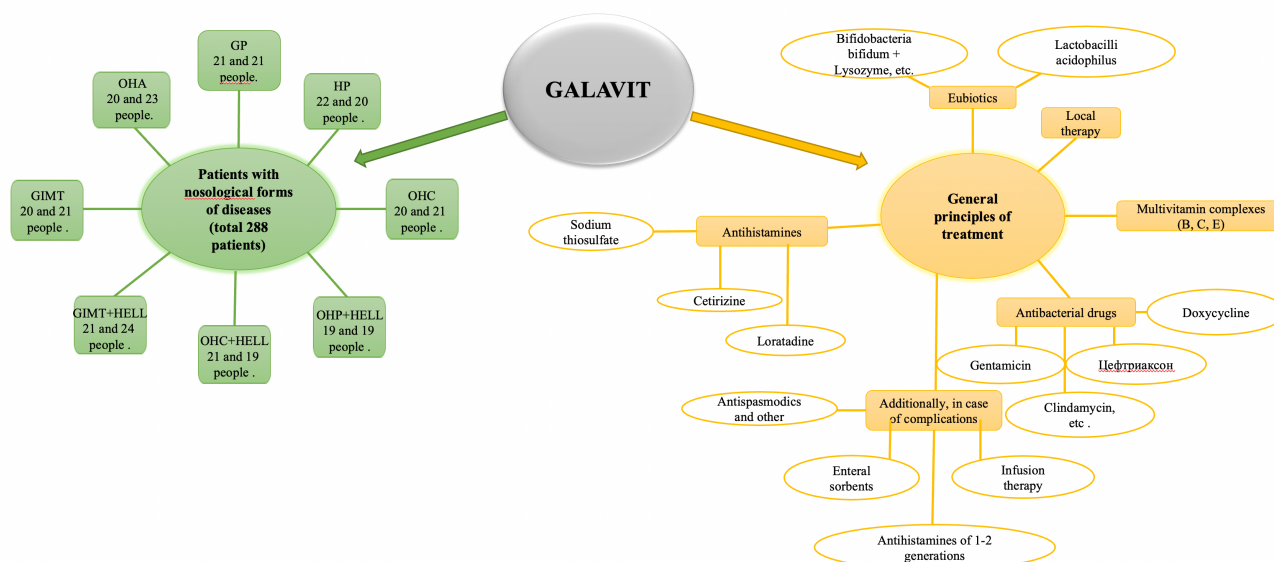 GALAVIT
GP
21 and 21
people.
OHA
20 and 23
people.
HP
22 and 20
people .
GIMT
20 and 21
people .
Patients with
nosological forms
of diseases
(total 288
patients)
OHC
20 and 21
people .
GIMT+HELL
21 and 24
people .
OHC+HELL
21 and 19
people .
OHP+HELL
19 and 19
people .
Bifidobacteria
bifidum +
Lysozyme, etc.
Lactobacilli
acidophilus
Eubiotics
Local
therapy
General
principles of
treatment
Multivitamin complexes
(B, C, E)
Sodium
thiosulfate
Antihistamines
Cetirizine
Loratadine
Antibacterial drugs
Doxycycline
Gentamicin
Цефтриаксон
Clindamycin,
etc .
Antispasmodics
and other
Additionally, in case
of complications
Enteral
sorbents
Infusion
therapy
Antihistamines of 1-2
generations